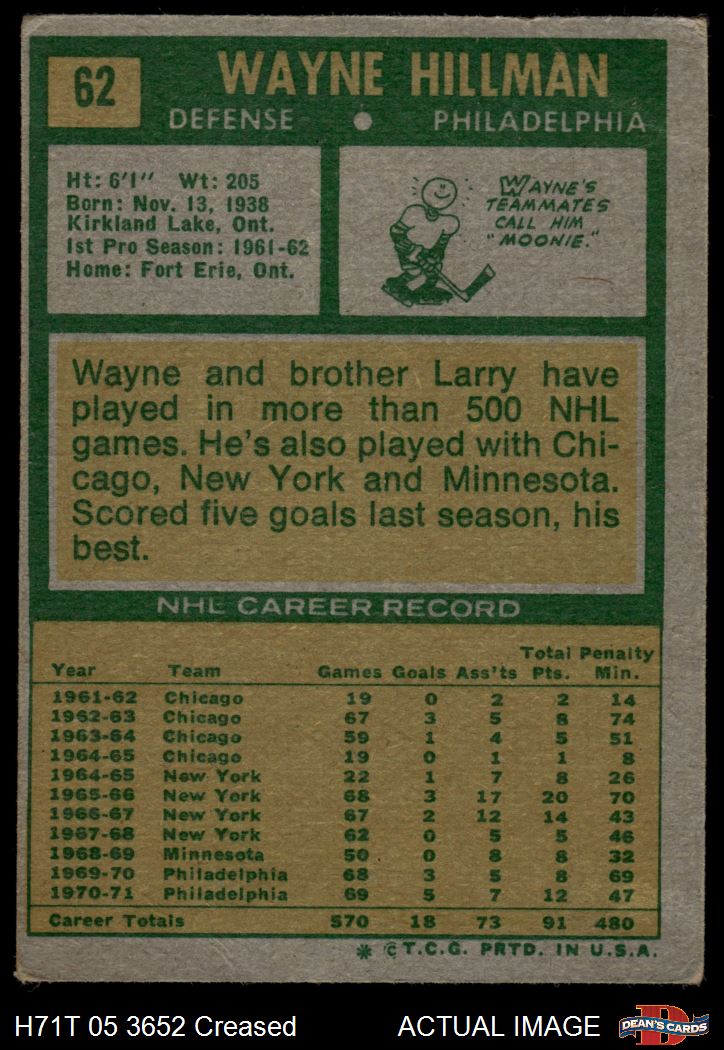 62
WAYNE HILLMAN
DEFENSE • PHILADELPHIA
Ht: 6'1" Wt: 205
Born: Nov. 13, 1938
Kirkland Lake, Ont.
1st Pro Season: 1961-62
Home: Fort Erie, Ont.
WAYNE'S
TEAMMATES
CALL HIM
"MOONIE."
Wayne and brother Larry have
played in more than 500 NHL
games. He's also played with Chi-
cago, New York and Minnesota.
Scored five goals last season, his
best.
NHL CAREER RECORD
Total Penalty
Year Team Games Goals Ass'ts Pts. Min.
1961-62 Chicago 19 0 2 2 14
1962-63 Chicago 67 3 5 8 74
1963-64 Chicago 59 1 4 5 51
1964-65 Chicago 19 0 1 1 8
1964-65 New York 22 1 7 8 26
1965-66 New York 68 3 17 20 70
1966-67 New York 67 2 12 14 43
1967-68 New York 62 0 5 5 46
1968-69 Minnesota 50 0 8 8 32
1969-70 Philadelphia 68 3 5 8 69
1970-71 Philadelphia 69 5 7 12 47
Career Totals 570 18 73 91 480
* © T.C.G. PRTD. IN U.S.A.
H71T 05 3652 Creased ACTUAL IMAGE
D
DEAN'S CARDS